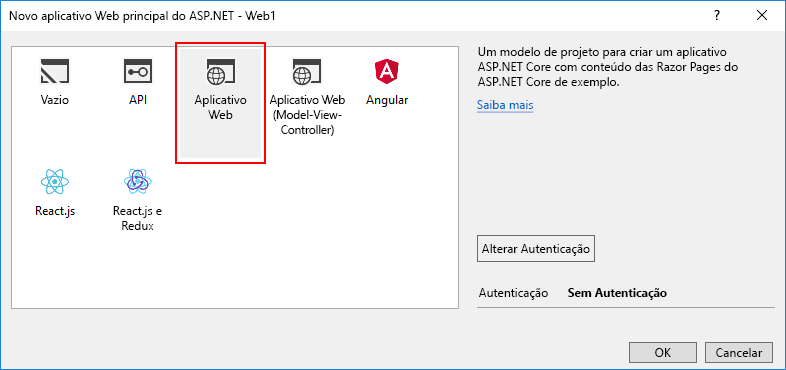 Novo aplicativo Web principal do ASP.NET - Web1
Vazio
API
Aplicativo
Web
Aplicativo Web
(Model-View-
Controller)
Angular
React.js
React.js e
Redux
Um modelo de projeto para criar um aplicativo
ASP.NET Core com conteúdo das Razor Pages do
ASP.NET Core de exemplo.
Saiba mais
Alterar Autenticação
Autenticação Sem Autenticação
OK
Cancelar